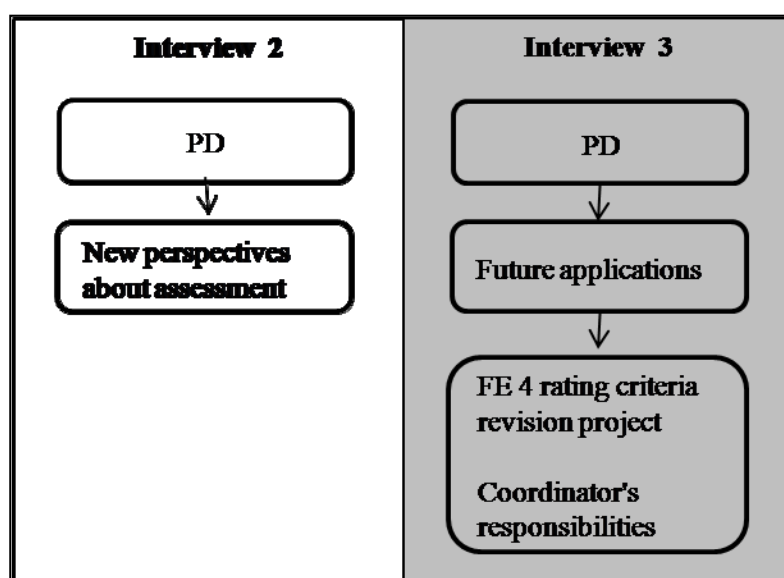 Interview 2
PD
New perspectives
about assessment
Interview 3
PD
Future applications
FE 4 rating criteria
revision project
Coordinator's
responsibilities